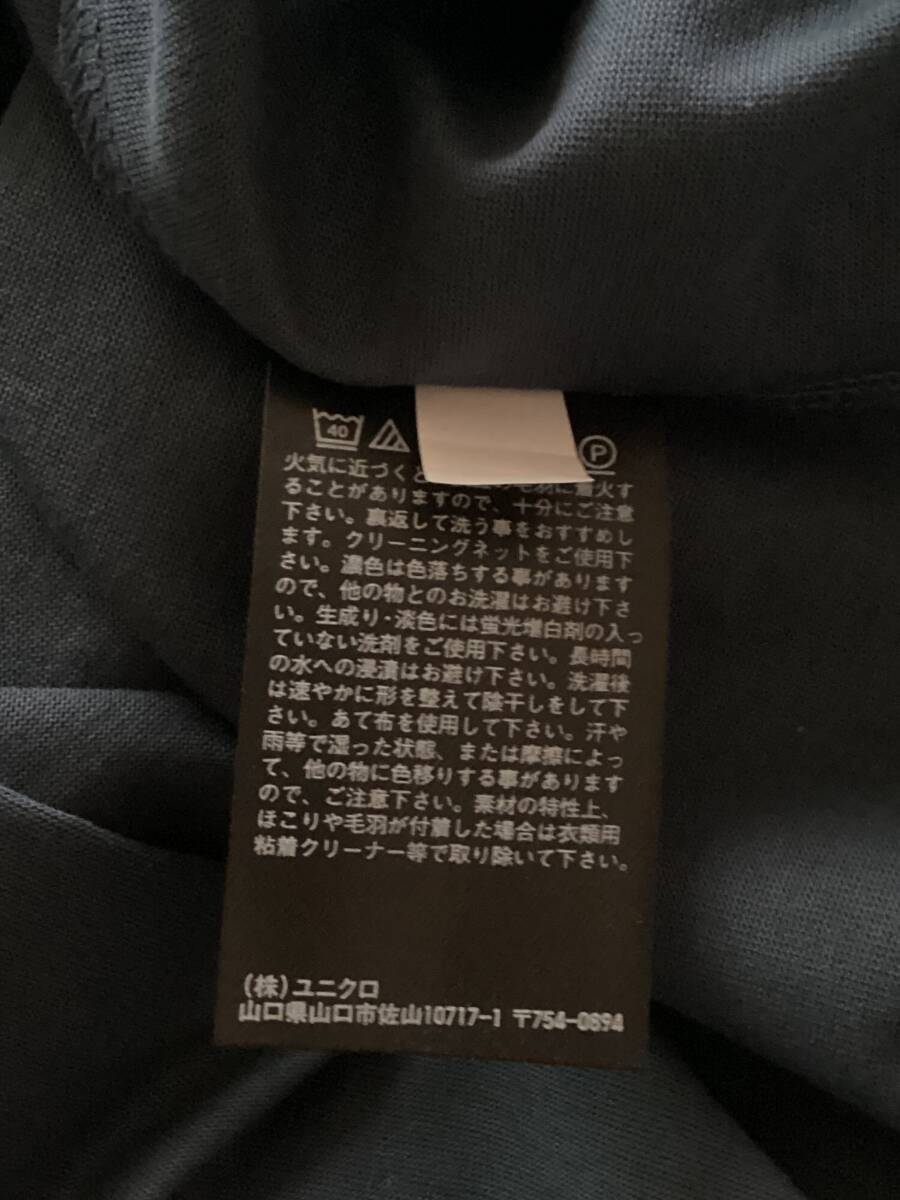 40
P
火気に近づくと
毛羽に着火す
ることがありますので、十分にご注意
下さい。裏返して洗う事をおすすめし
ます。クリーニングネットをご使用下
さい。濃色は色落ちする事があります
ので、他の物とのお洗濯はお避け下さ
い。生成り・淡色には蛍光増白剤の入っ
ていない洗剤をご使用下さい。長時間
の水への浸漬はお避け下さい。洗濯後
は速やかに形を整えて陰干しをして下
さい。あて布を使用して下さい。汗や
雨等で湿った状態、または摩擦によっ
て、他の物に色移りする事があります
ので、ご注意下さい。素材の特性上、
ほこりや毛羽が付着した場合は衣類用
粘着クリーナー等で取り除いて下さい。
(株)ユニクロ
山口県山口市佐山10717-1 〒754-0894